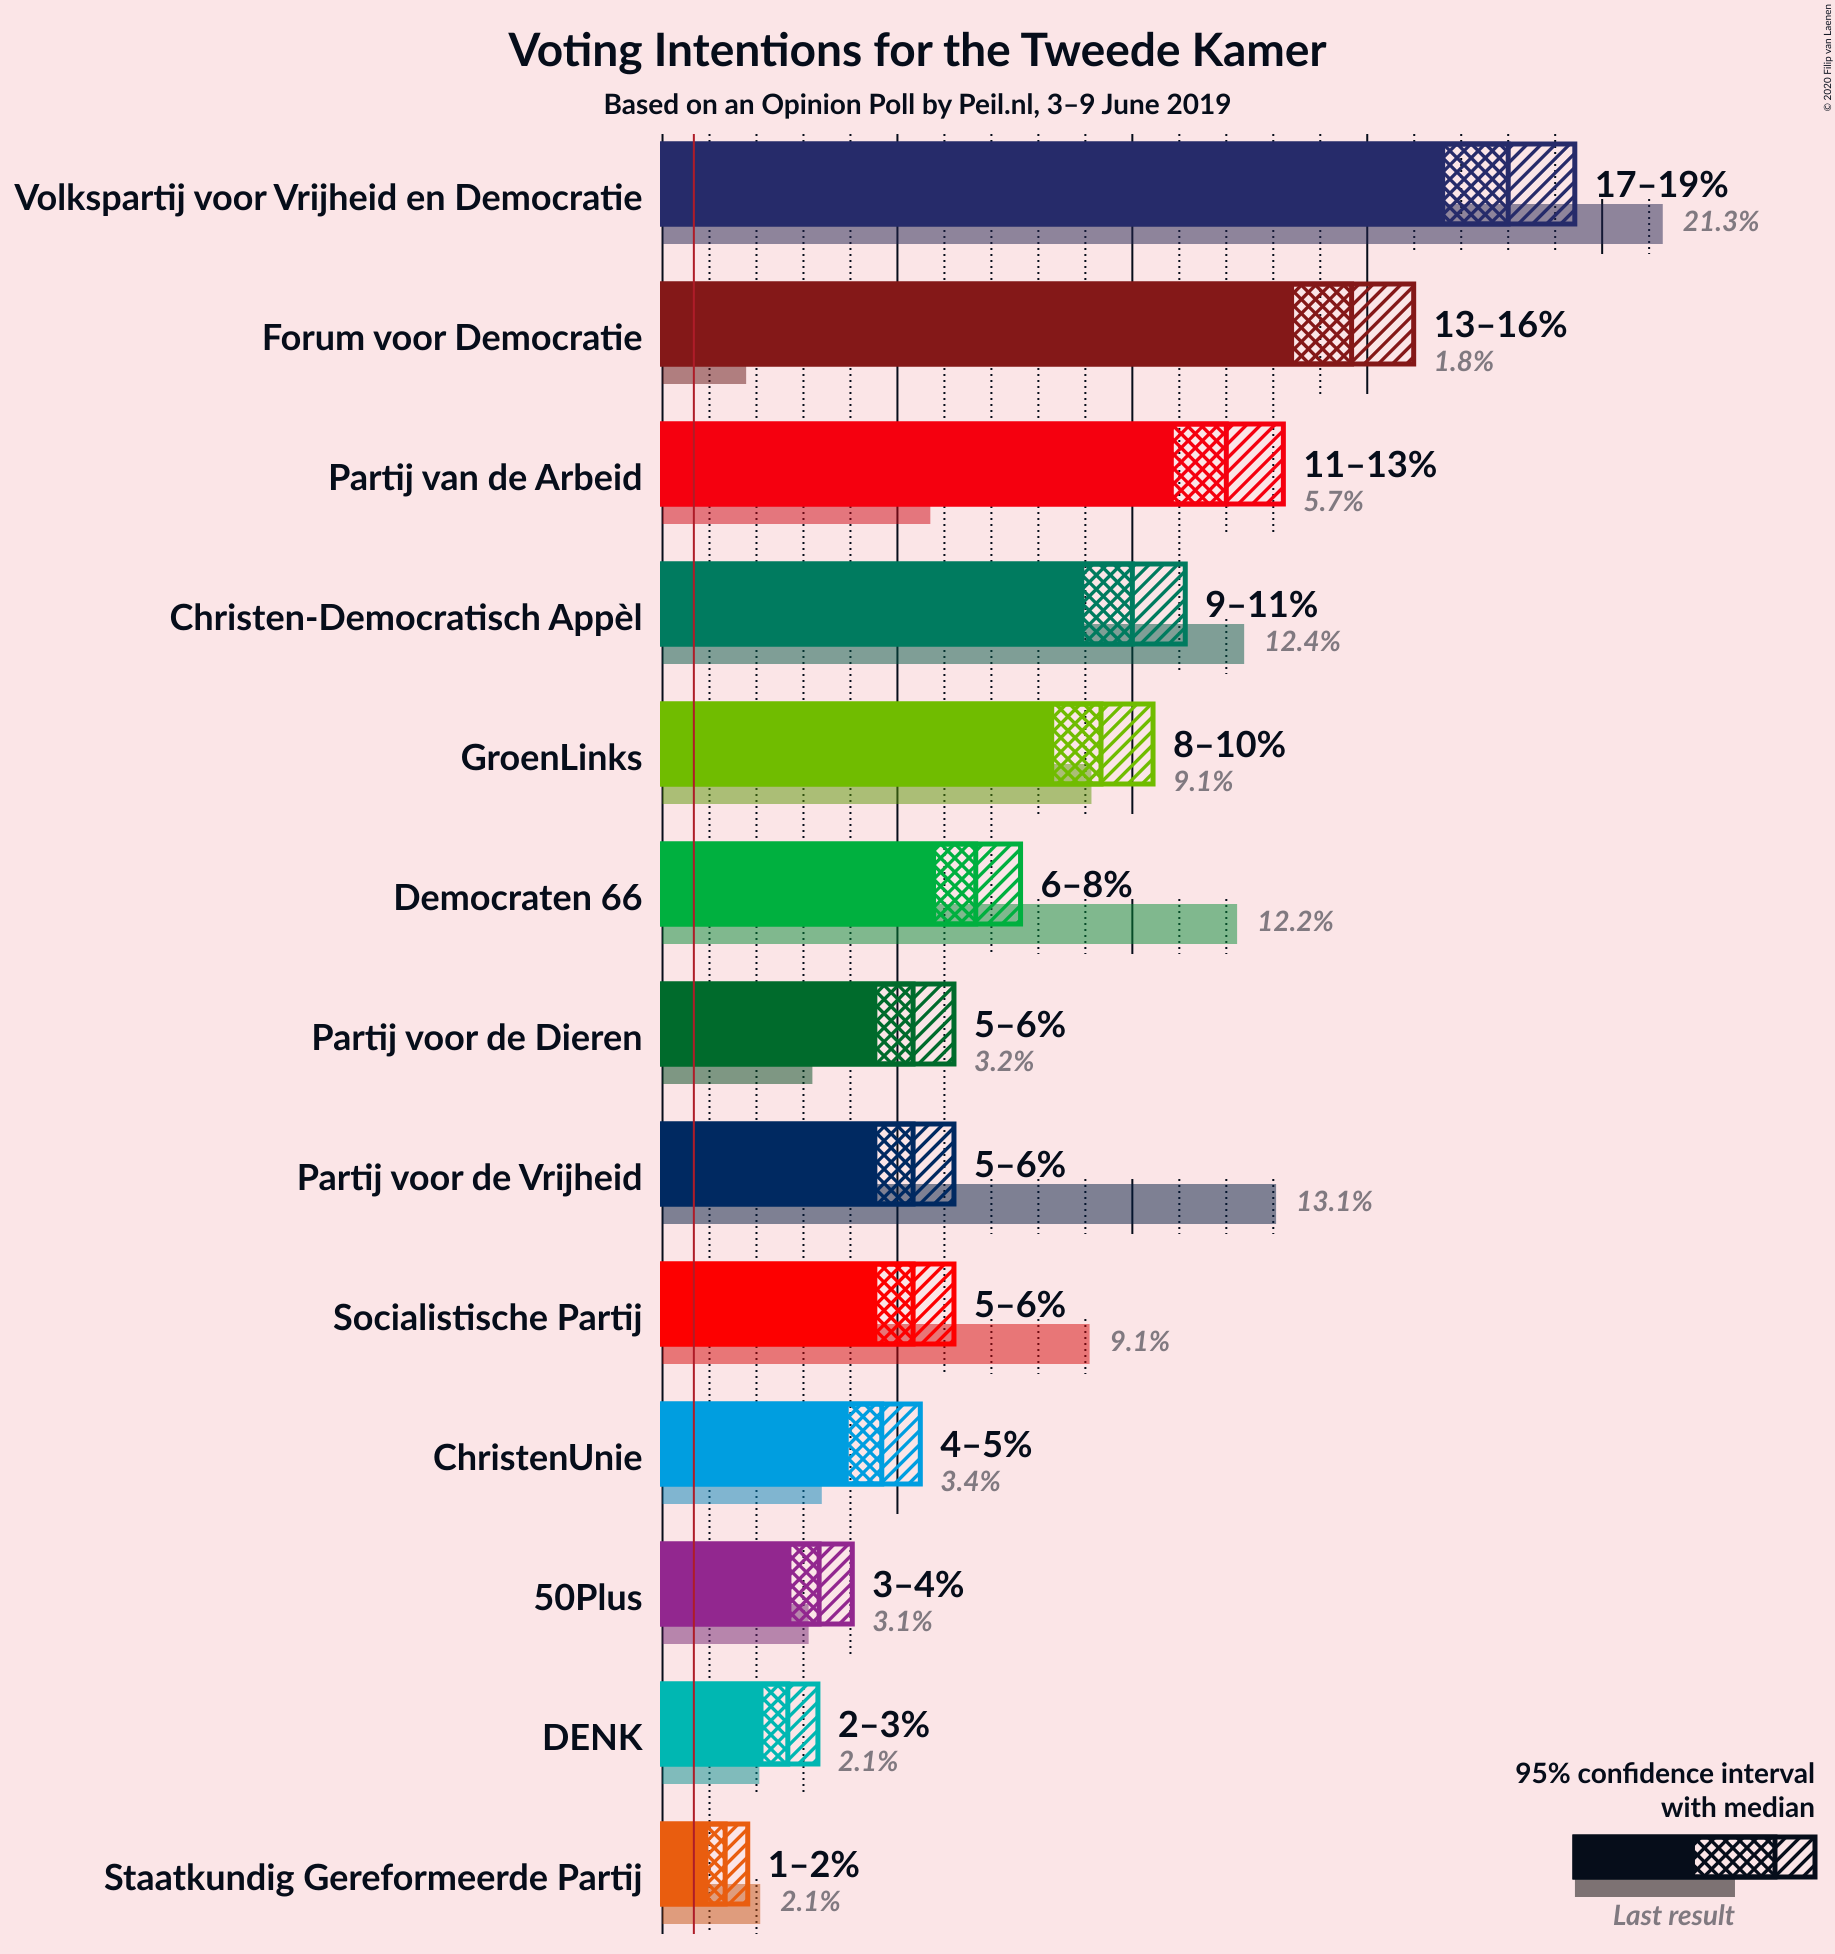 Voting Intentions for the Tweede Kamer
Based on an Opinion Poll by Peil.nl, 3–9 June 2019
© 2020 Filip van Laenen
Volkspartij voor Vrijheid en Democratie
17–19%
21.3%
Forum voor Democratie
13–16%
1.8%
Partij van de Arbeid
11–13%
5.7%
Christen-Democratisch Appèl
9–11%
12.4%
GroenLinks
8–10%
9.1%
Democraten 66
6–8%
12.2%
Partij voor de Dieren
5–6%
3.2%
Partij voor de Vrijheid
5–6%
13.1%
Socialistische Partij
5–6%
9.1%
ChristenUnie
4–5%
3.4%
50Plus
3–4%
3.1%
DENK
2–3%
2.1%
Staatkundig Gereformeerde Partij
1–2%
2.1%
95% confidence interval
with median
Last result